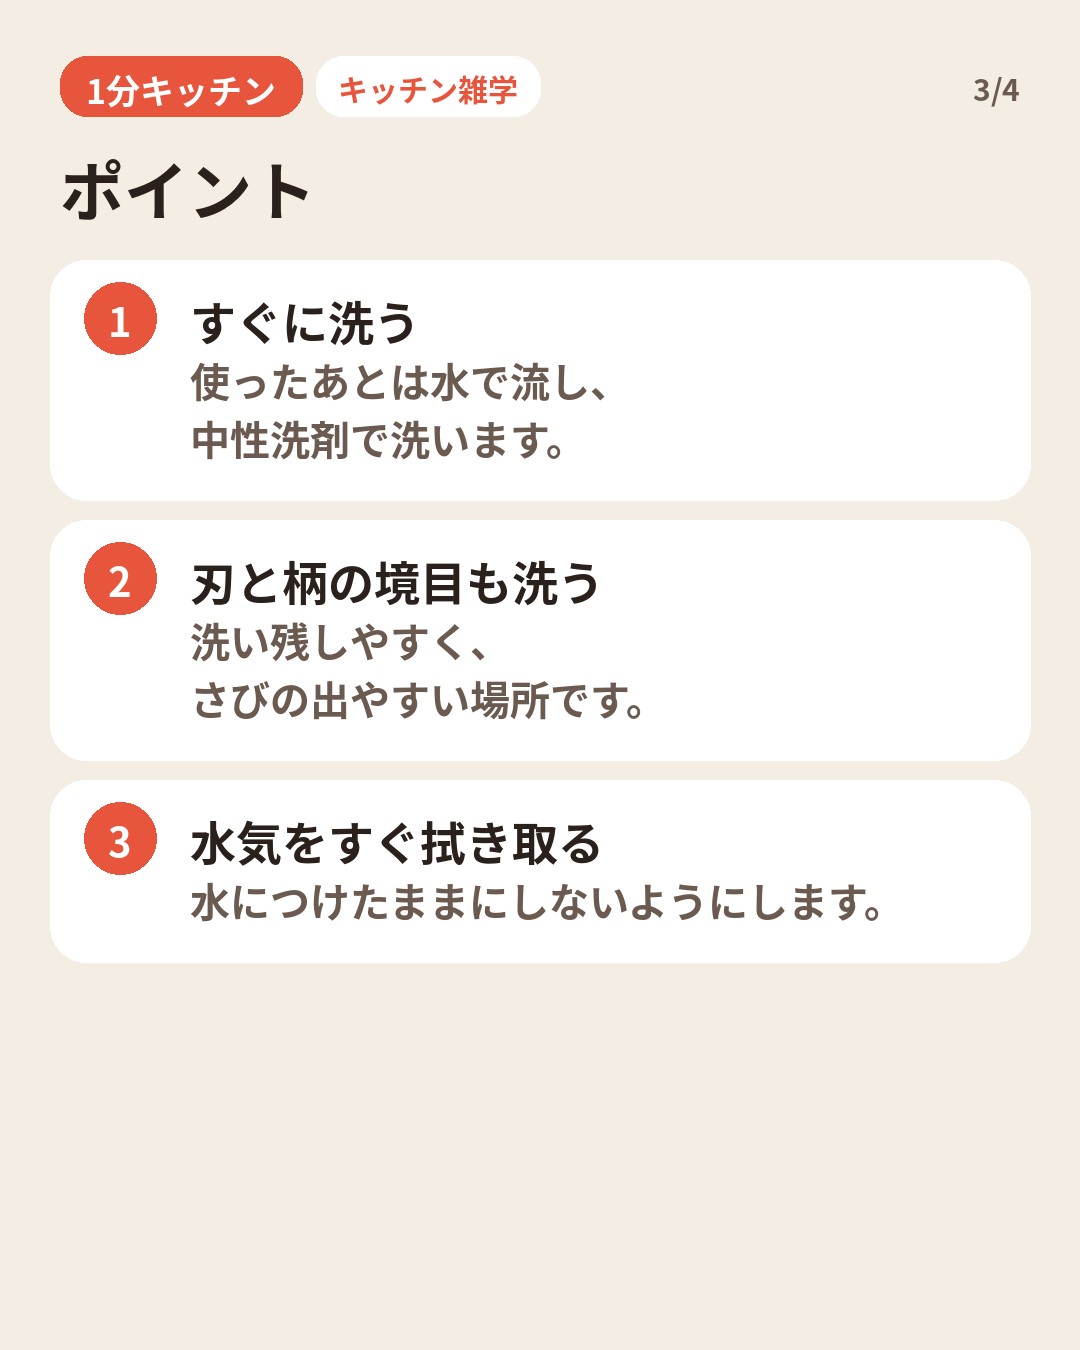 1分キッチン
キッチン雑学
3/4
ポイント
1
すぐに洗う
使ったあとは水で流し、
中性洗剤で洗います。
2
刃と柄の境目も洗う
洗い残しやすく、
さびの出やすい場所です。
3
水気をすぐ拭き取る
水につけたままにしないようにします。